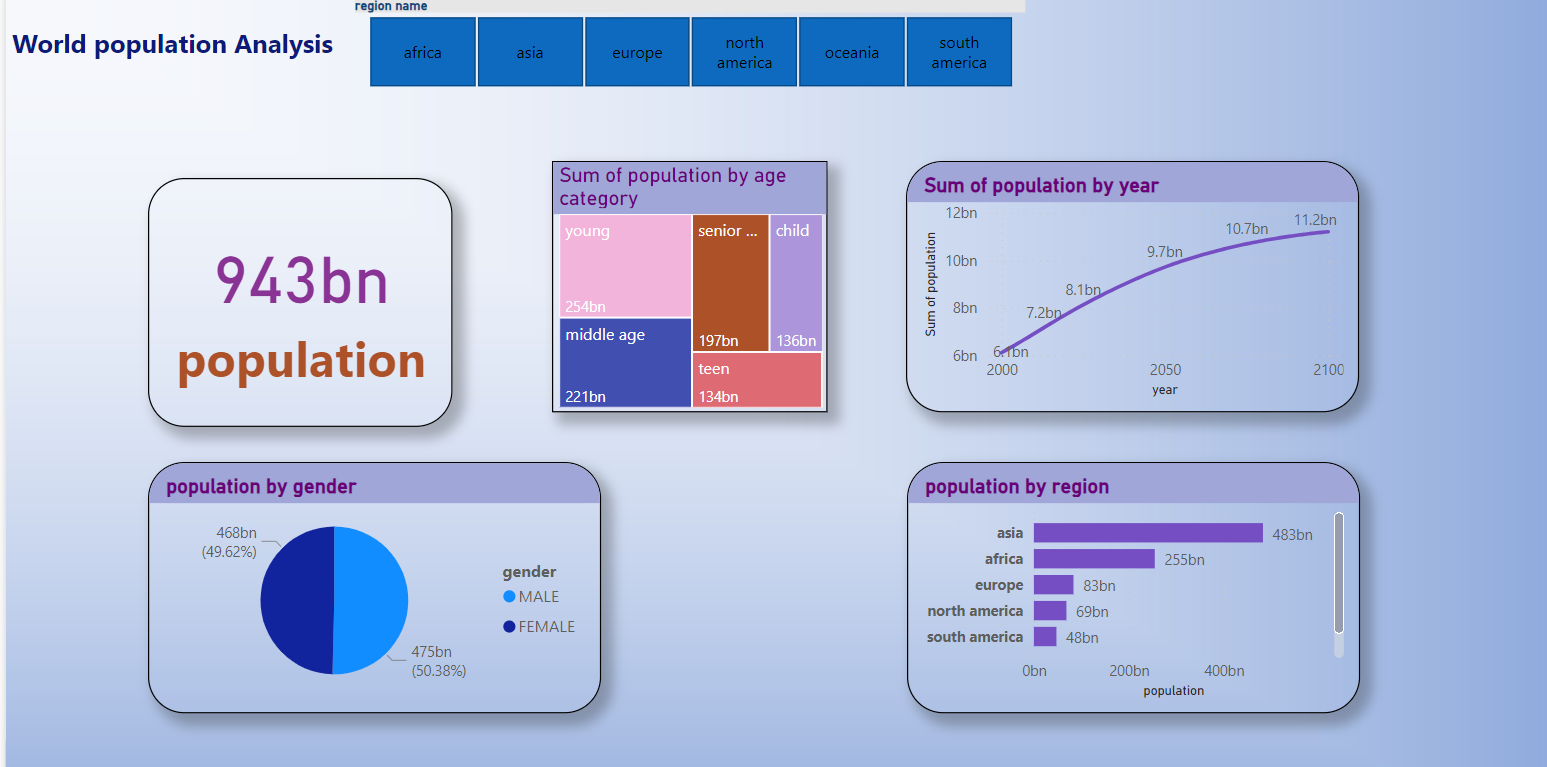 region name
World population Analysis
africa
asia
europe
north
america
oceania
south
america
943bn
population
Sum of population by age
category
young
254bn
middle age
221bn
senior ...
197bn
child
136bn
teen
134bn
Sum of population by year
Sum of population
12bn
10bn
8bn
6bn
6.1bn
7.2bn
8.1bn
9.7bn
10.7bn
11.2bn
2000
2050
2100
year
population by gender
468bn
(49.62%)
475bn
(50.38%)
gender
MALE
FEMALE
population by region
asia
483bn
africa
255bn
europe
83bn
north america
69bn
south america
48bn
0bn
200bn
400bn
population